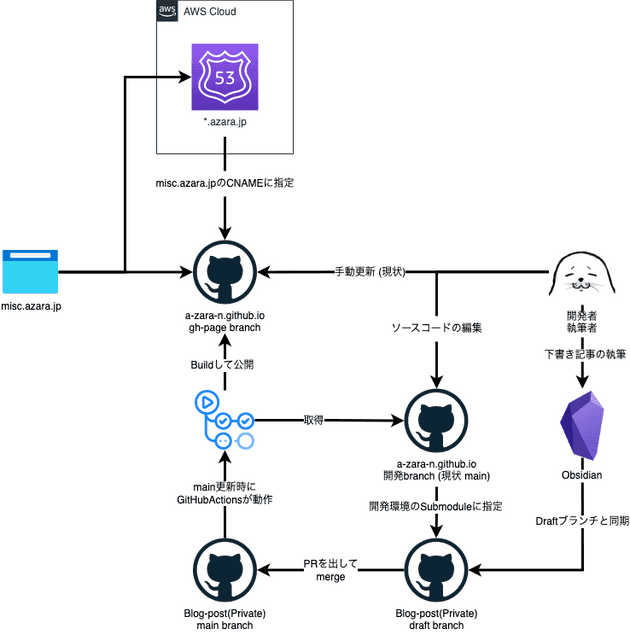 aws
AWS Cloud
53
*.azara.jp
misc.azara.jpのCNAMEに指定
misc.azara.jp
手動更新 (現状)
a-zara-n.github.io
gh-page branch
開発者
執筆者
ソースコードの編集
下書き記事の執筆
Buildして公開
取得
a-zara-n.github.io
開発branch (現状 main)
Obsidian
main更新時に
GitHubActionsが動作
開発環境のSubmoduleに指定
Draftブランチと同期
PRを出して
merge
Blog-post(Private)
main branch
Blog-post(Private)
draft branch